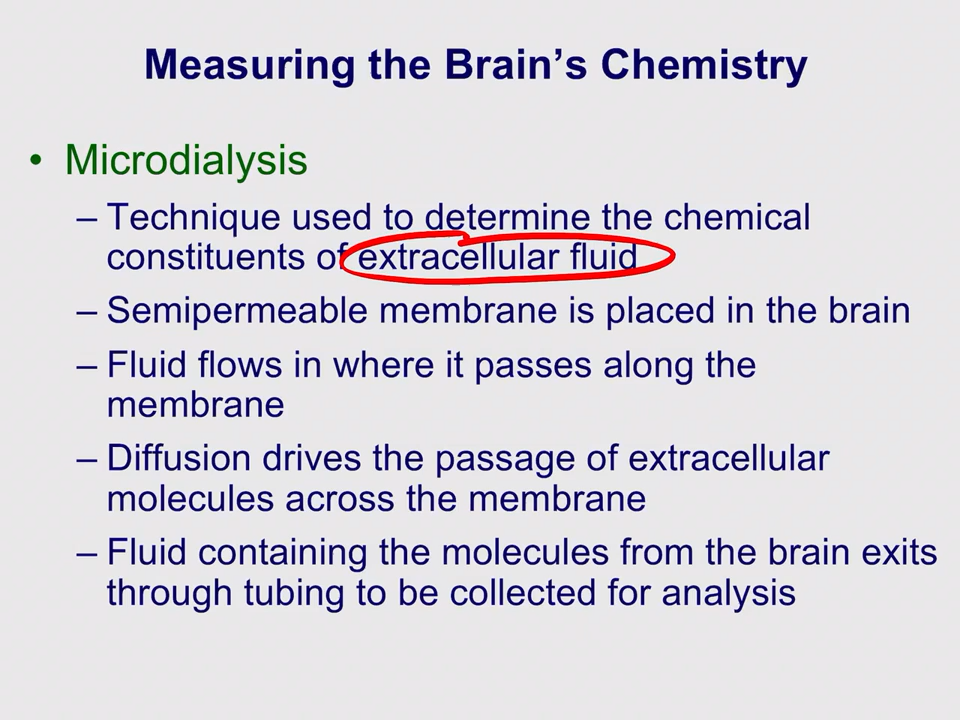 Measuring the Brain’s Chemistry
• Microdialysis
– Technique used to determine the chemical
constituents of extracellular fluid
– Semipermeable membrane is placed in the brain
– Fluid flows in where it passes along the
membrane
– Diffusion drives the passage of extracellular
molecules across the membrane
– Fluid containing the molecules from the brain exits
through tubing to be collected for analysis